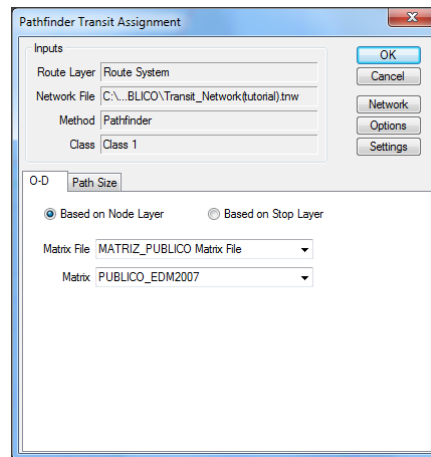 Pathfinder Transit Assignment
Inputs
Route Layer Route System
Network File C:\...BLICO\Transit_Network(tutorial).tnw
Method Pathfinder
Class Class 1
OK
Cancel
Network
Options
Settings
O-D Path Size
Based on Node Layer Based on Stop Layer
Matrix File MATRIZ_PUBLICO Matrix File
Matrix PUBLICO_EDM2007